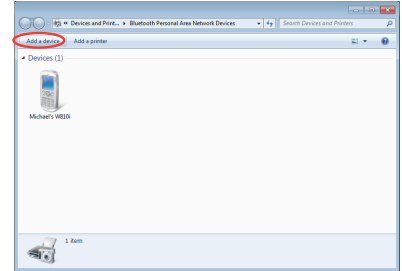 « Devices and Print... ▸ Bluetooth Personal Area Network Devices
Search Devices and Printers
Add a device
Add a printer
Devices (1)
Michael's W810i
1 item